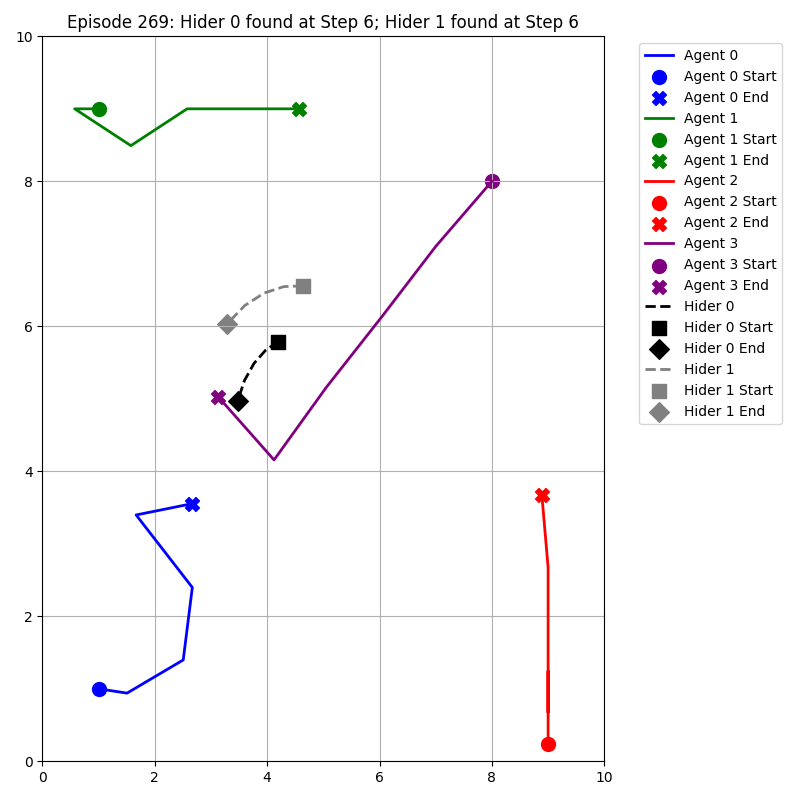 Episode 269: Hider 0 found at Step 6; Hider 1 found at Step 6
10
8
6
4
2
0
0 2 4 6 8 10
Agent 0
Agent 0 Start
Agent 0 End
Agent 1
Agent 1 Start
Agent 1 End
Agent 2
Agent 2 Start
Agent 2 End
Agent 3
Agent 3 Start
Agent 3 End
Hider 0
Hider 0 Start
Hider 0 End
Hider 1
Hider 1 Start
Hider 1 End